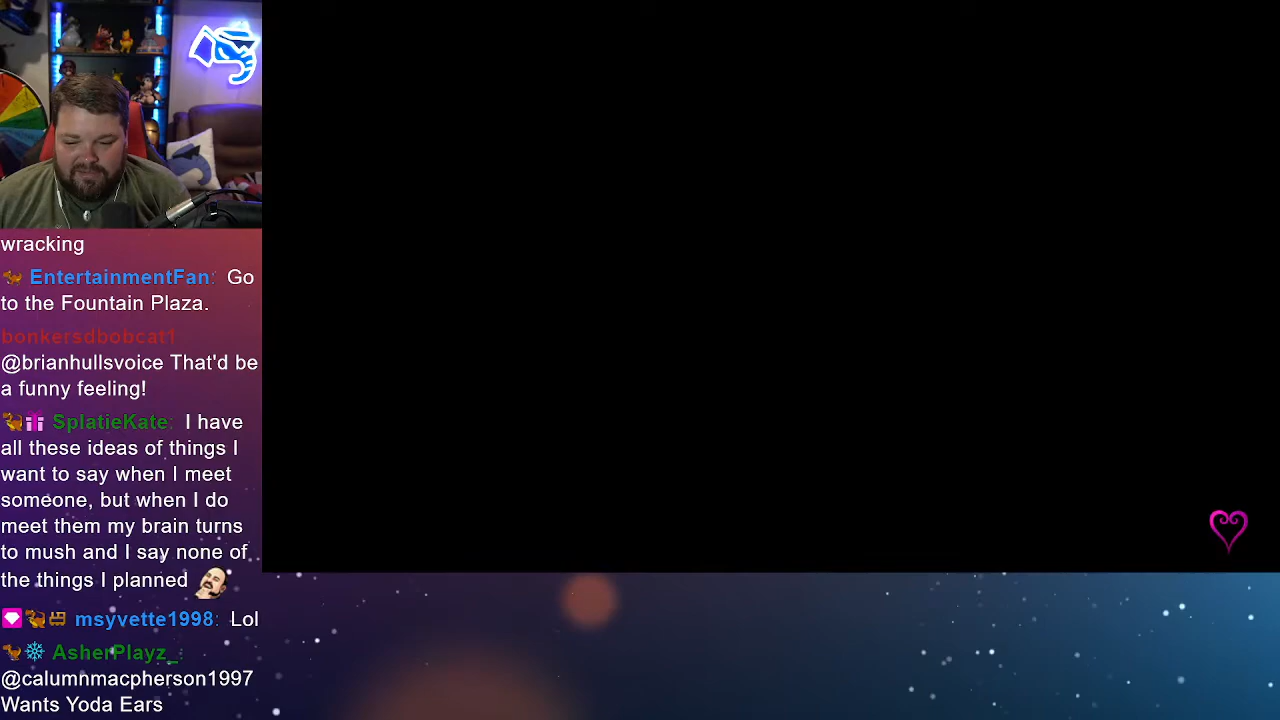 wracking
EntertainmentFan: Go
to the Fountain Plaza.
bonkersdbobcat1
@brianhullsvoice That'd be
a funny feeling!
SplatieKate: I have
all these ideas of things I
want to say when I meet
someone, but when I do
meet them my brain turns
to mush and I say none of
the things I planned
msyvette1998: Lol
AsherPlayz_:
@calumnmacpherson1997
Wants Yoda Ears